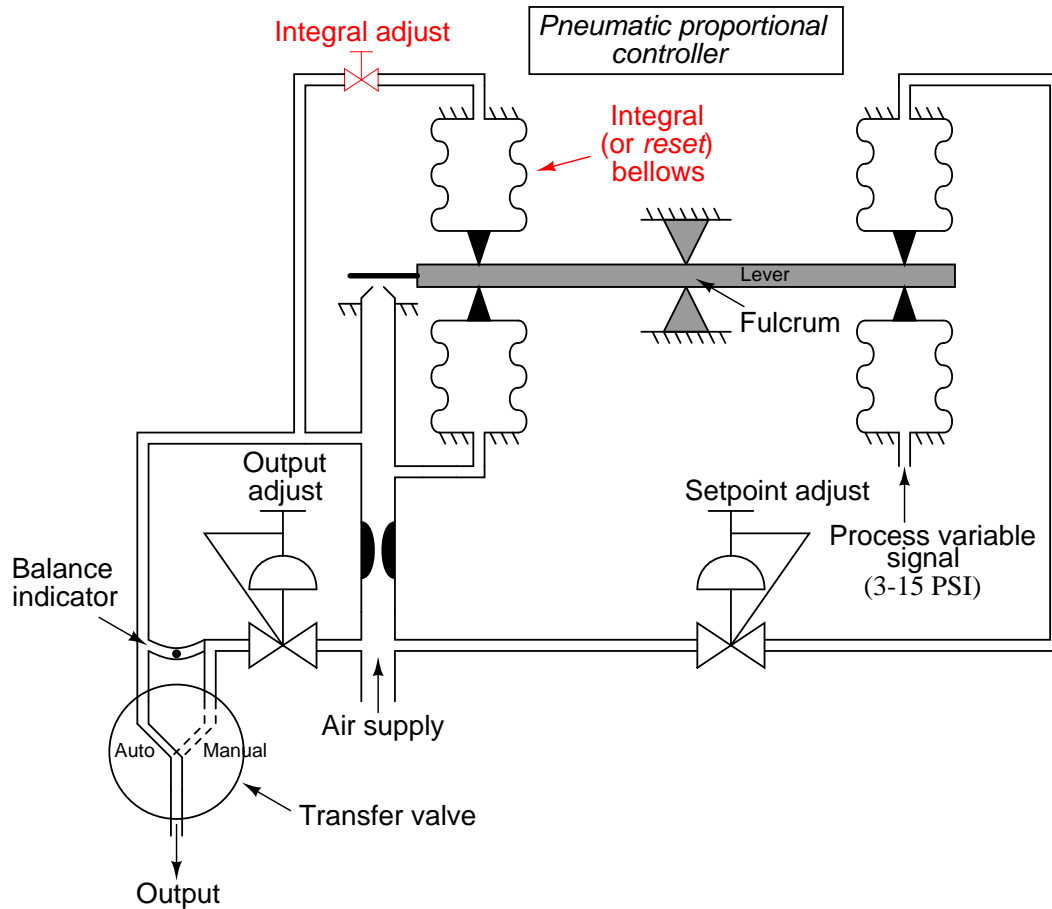 Integral adjust
Pneumatic proportional
controller
Integral
(or reset)
bellows
Lever
Fulcrum
Output
adjust
Setpoint adjust
Process variable
signal
(3-15 PSI)
Balance
indicator
Air supply
Auto
Manual
Transfer valve
Output